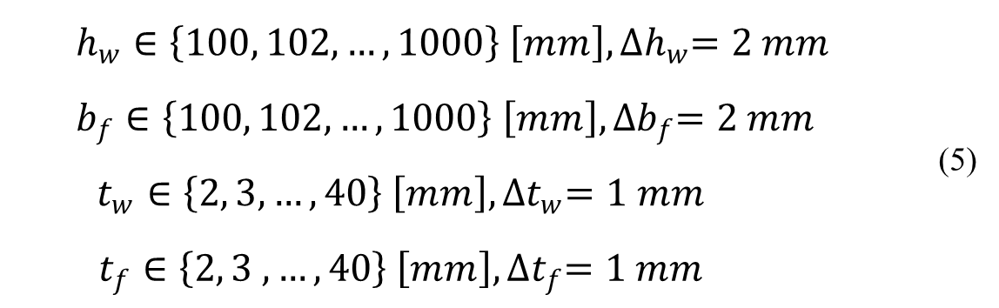 h_w ∈ {100, 102, … , 1000} [mm], Δh_w= 2 mm
b_f ∈ {100, 102, … , 1000} [mm], Δb_f= 2 mm
(5)
t_w ∈ {2, 3, … , 40} [mm], Δt_w= 1 mm
t_f ∈ {2, 3 , … , 40} [mm], Δt_f= 1 mm